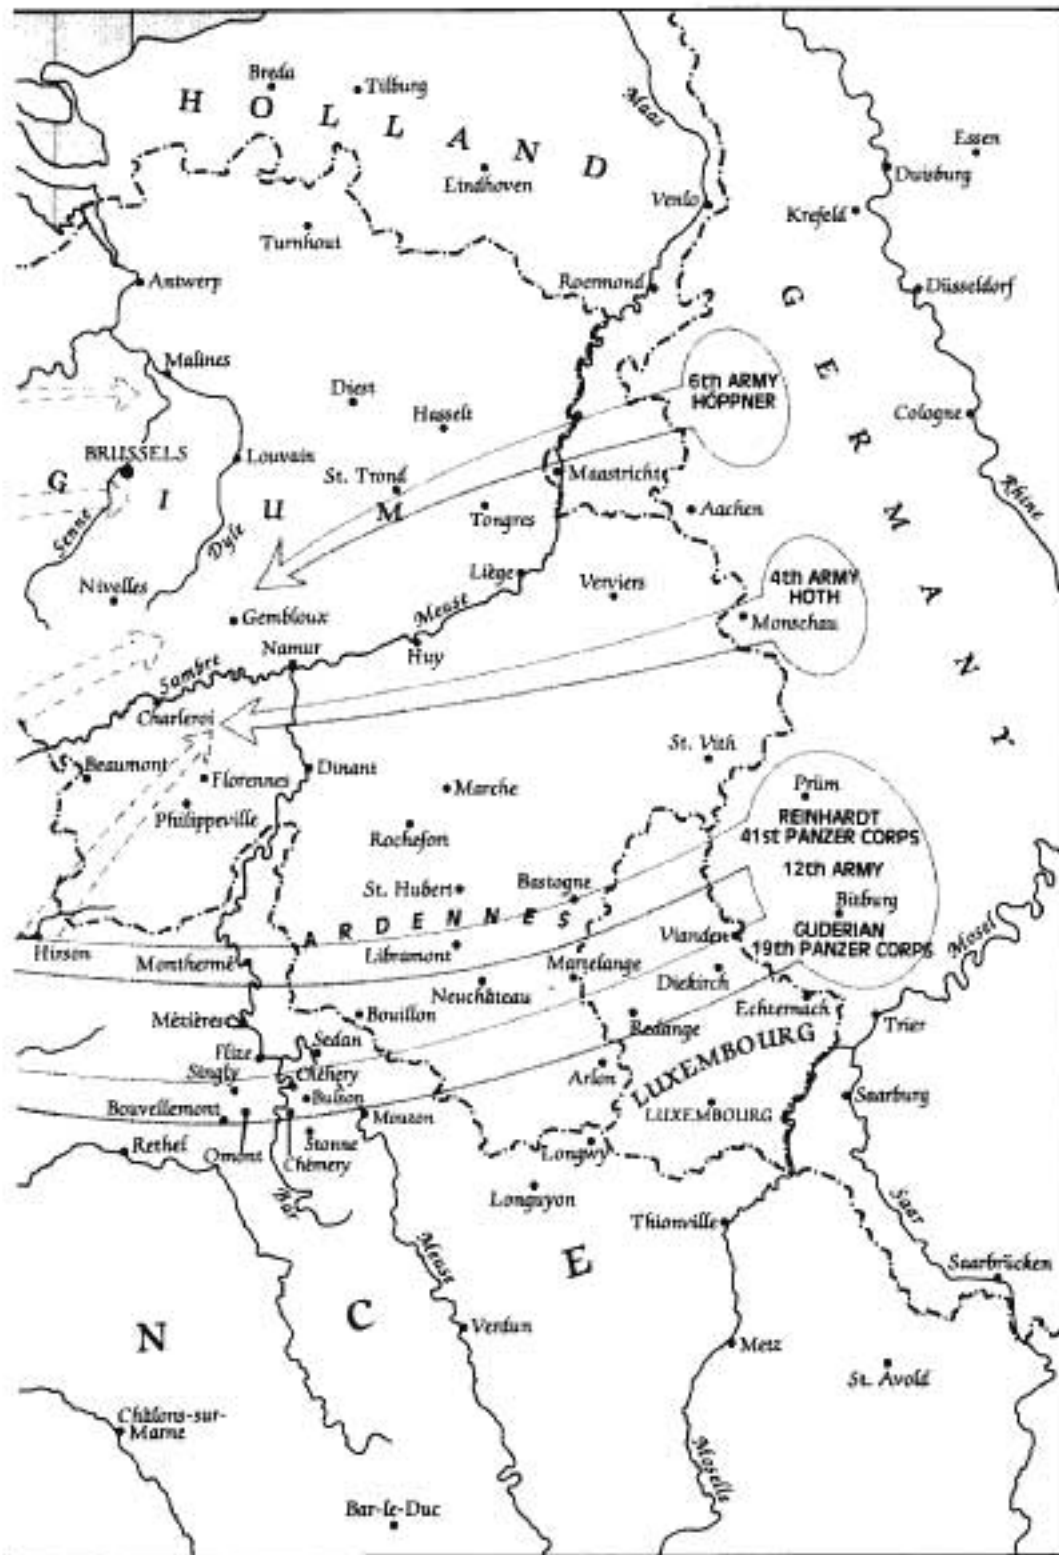 Breda
Tilburg
HOLLAND
Maas
Essen
Eindhoven
Duisburg
Venlo
Krefeld
Turnhout
Antwerp
Roermond
Düsseldorf
GERMANY
Malines
6th ARMY
HÖPPNER
Diest
Hasselt
Cologne
BRUSSELS
Louvain
St. Trond
Maastricht
GIUM
Tongres
Aachen
Rhine
Senne
Dyle
Liège
Verviers
4th ARMY
HOTH
Nivelles
Gembloux
Meuse
Monschau
Namur
Huy
Sambre
Charleroi
St. Vith
Beaumont
Florennes
Dinant
Marche
Prüm
Philippeville
REINHARDT
41st PANZER CORPS
Rochefort
12th ARMY
St. Hubert
Bastogne
Bitburg
ARDENNES
GUDERIAN
19th PANZER CORPS
Vianden
Hirson
Monthermé
Libramont
Martelange
Mosel
Diekirch
Neuchâteau
Echternach
Mézières
Bouillon
Redange
Trier
Flize
Sedan
LUXEMBOURG
Singly
Chéhery
Arlon
Bulson
Saarburg
Bouvellemont
Mouzon
LUXEMBOURG
Rethel
Omont
Stonne
Chémery
Longwy
Bar
Longuyon
Saar
Thionville
Meuse
Saarbrücken
NCE
Verdun
Metz
St. Avold
Châlons-sur-
Marne
Moselle
Bar-le-Duc